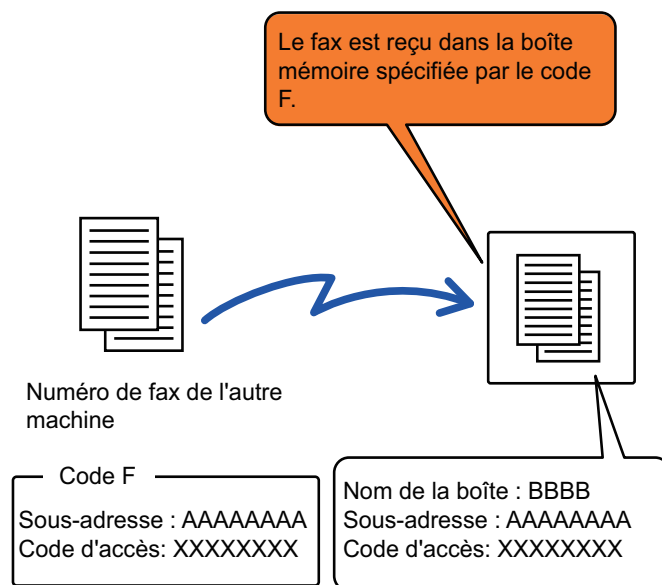 Le fax est reçu dans la boîte
mémoire spécifiée par le code
F.
Numéro de fax de l'autre
machine
Code F
Sous-adresse : AAAAAAAA
Code d'accès: XXXXXXXX
Nom de la boîte : BBBB
Sous-adresse : AAAAAAAA
Code d'accès: XXXXXXXX